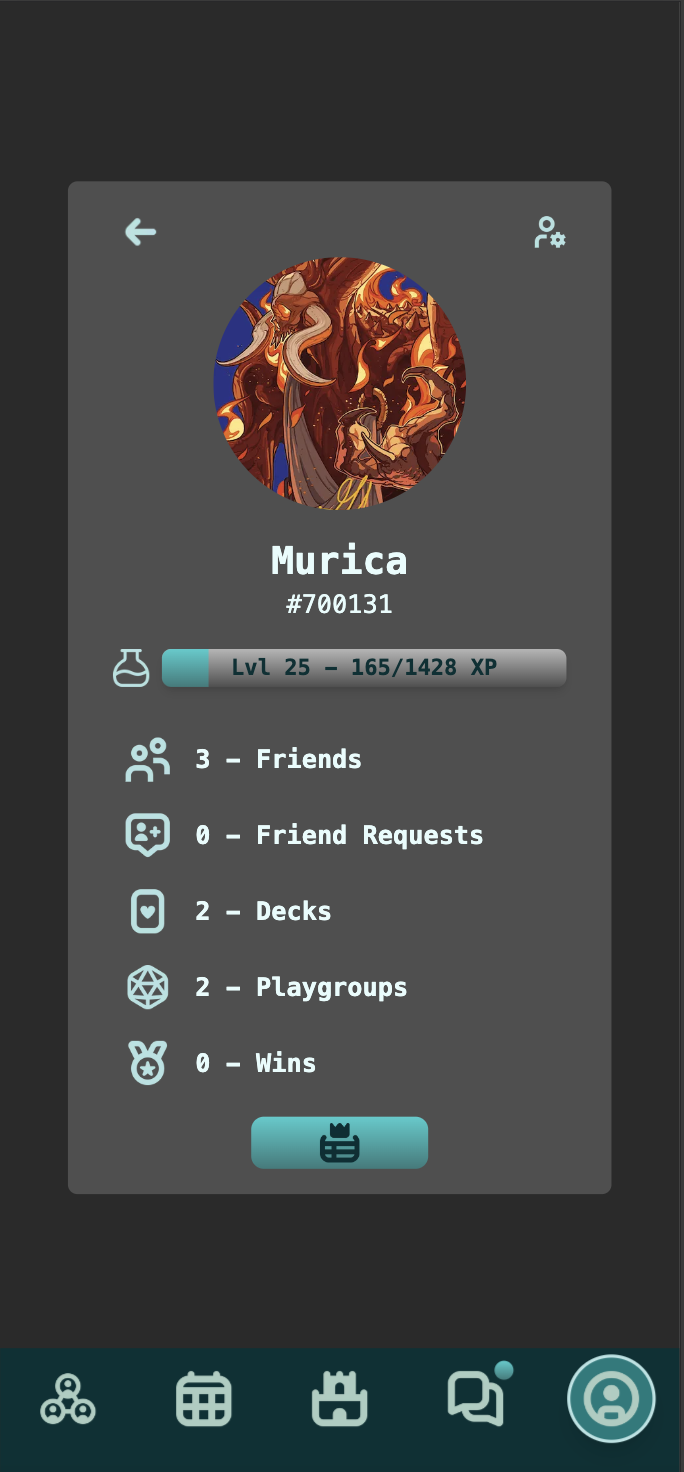 Murica
#700131
Lvl 25 – 165/1428 XP
3 – Friends
0 – Friend Requests
2 – Decks
2 – Playgroups
0 – Wins